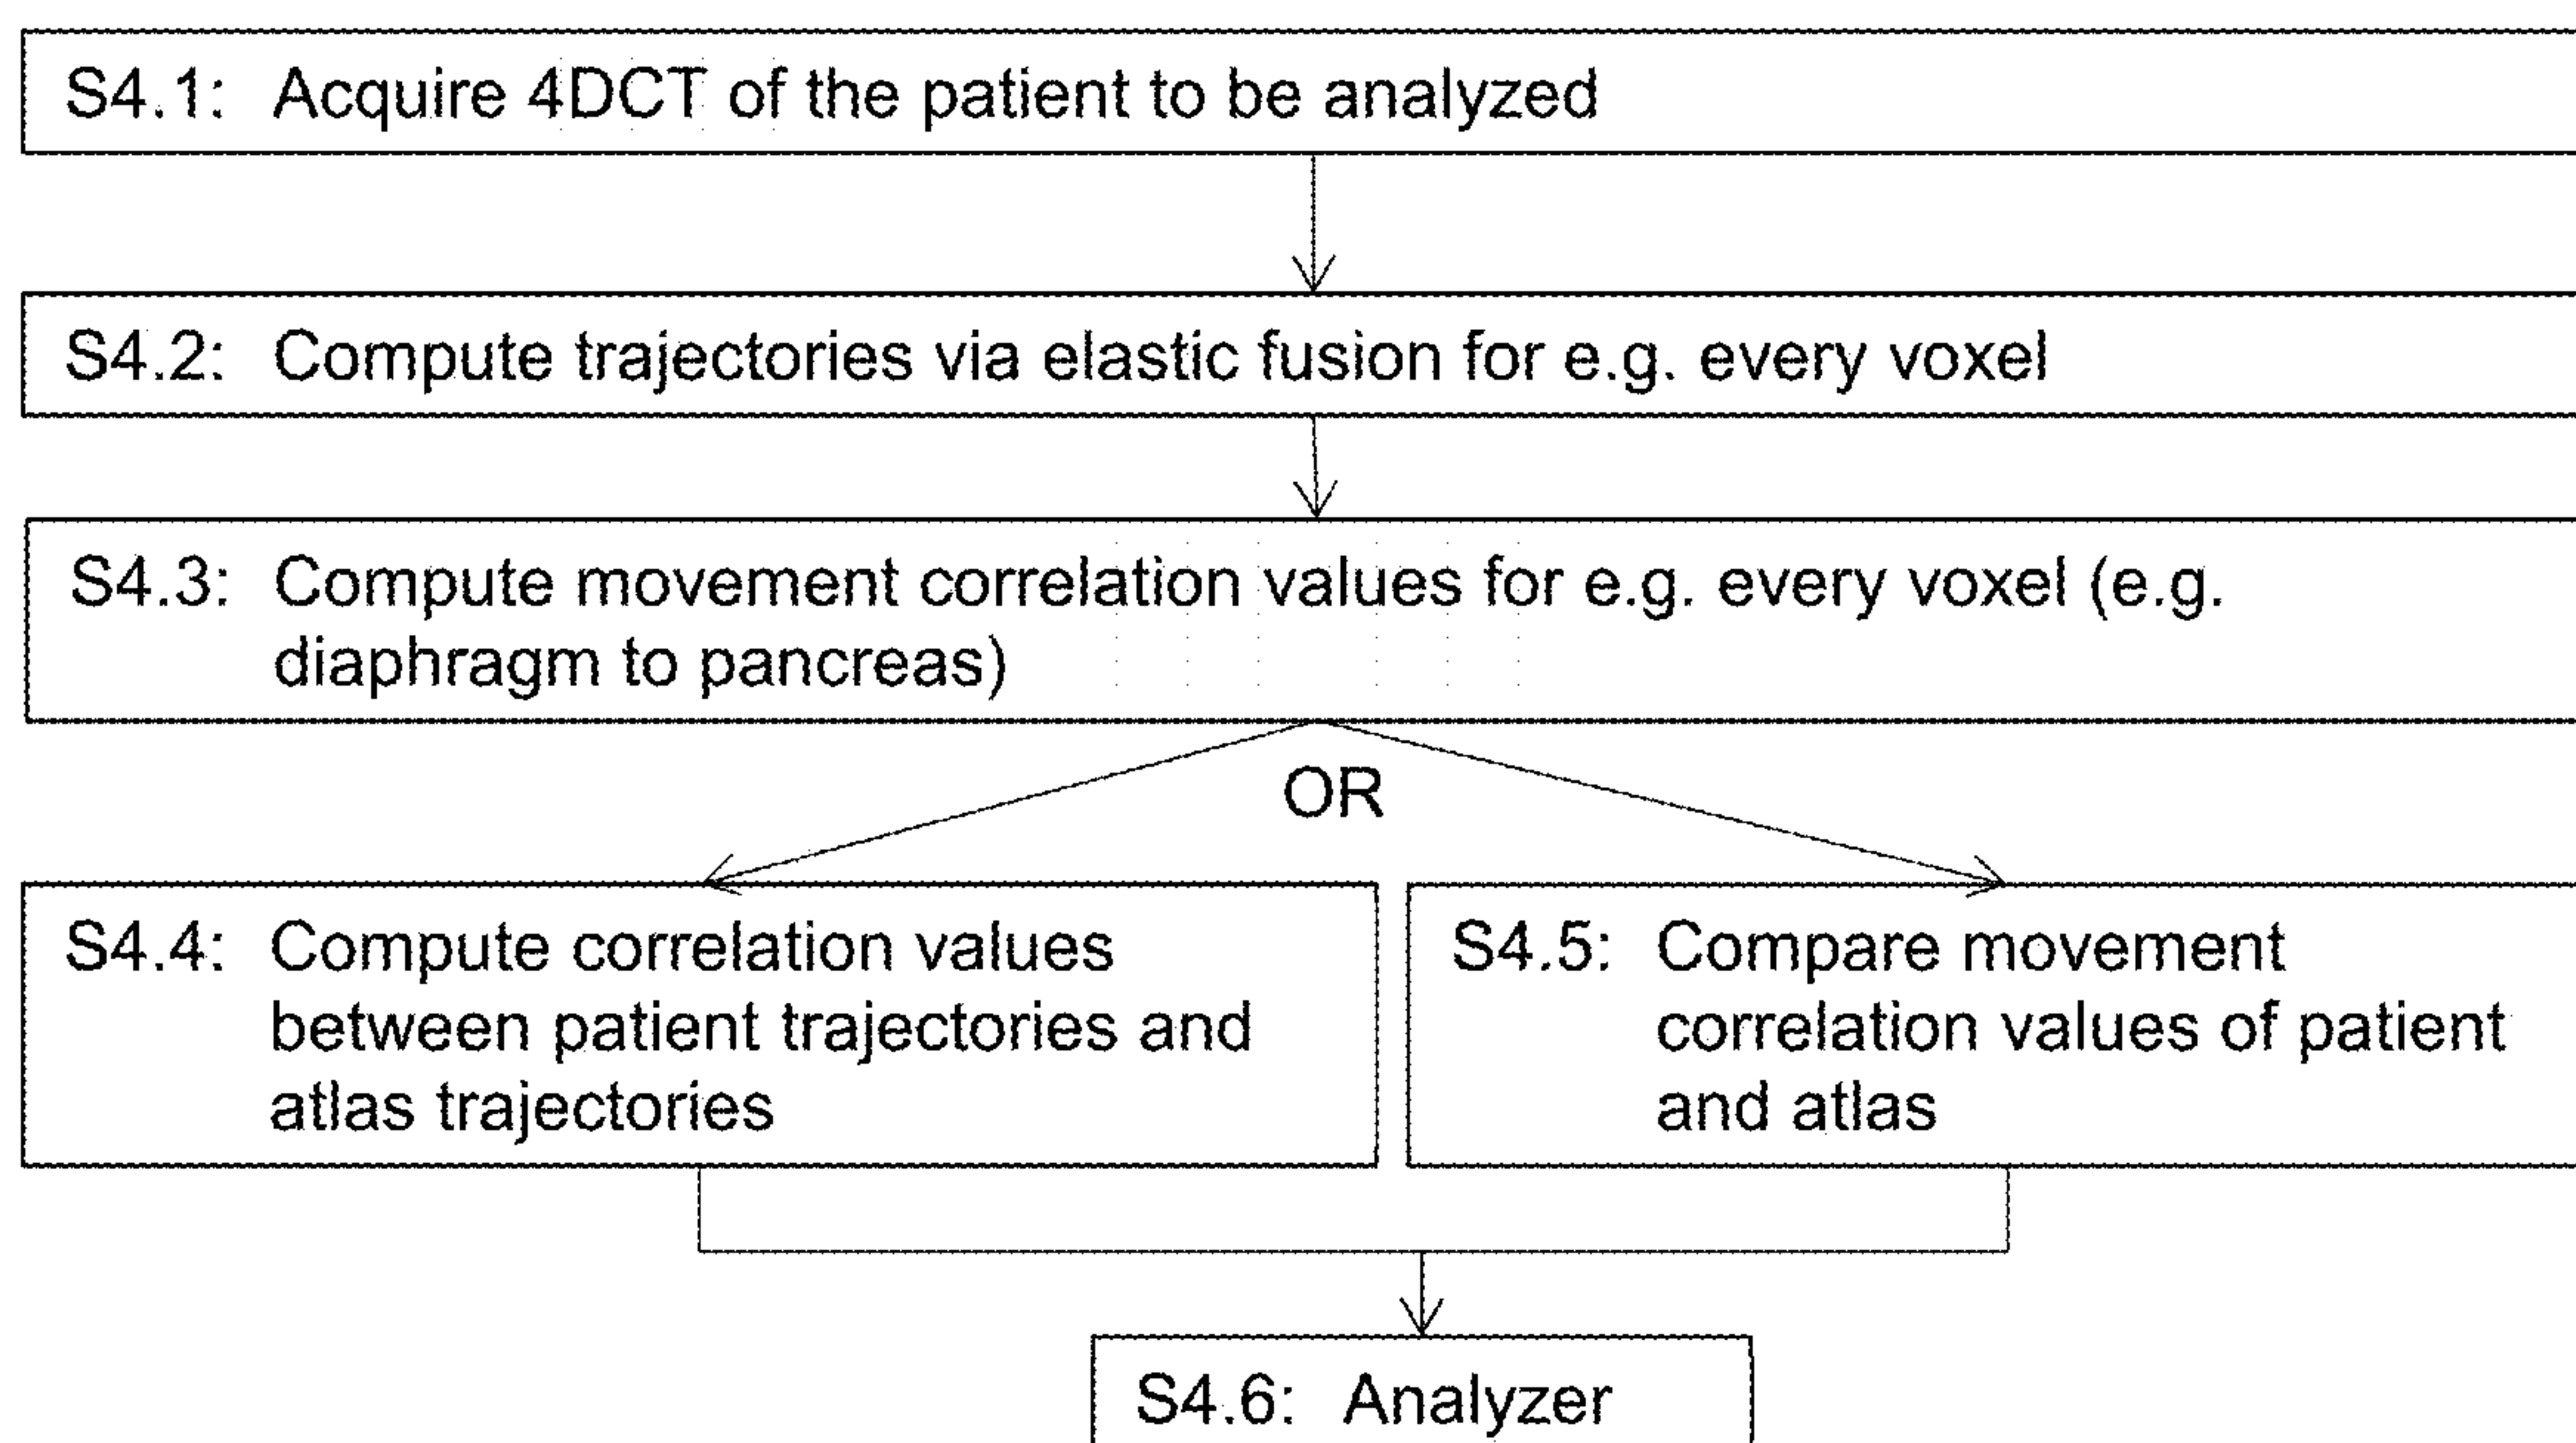 S4.1: Acquire 4DCT of the patient to be analyzed
S4.2: Compute trajectories via elastic fusion for e.g. every voxel
S4.3: Compute movement correlation values for e.g. every voxel (e.g.
diaphragm to pancreas)
OR
S4.4: Compute correlation values
between patient trajectories and
atlas trajectories
S4.5: Compare movement
correlation values of patient
and atlas
S4.6: Analyzer